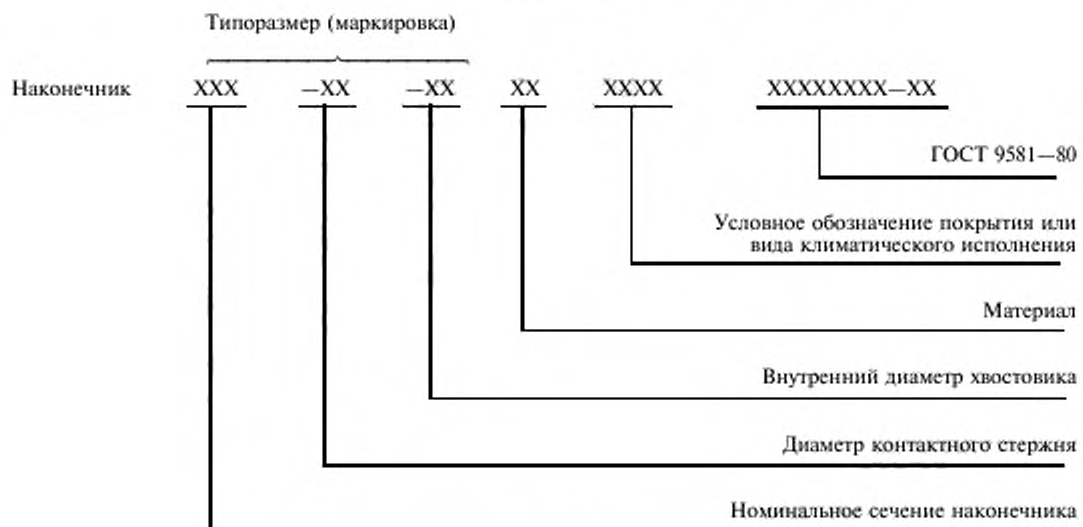 Типоразмер (маркировка)
Наконечник XXX –XX –XX XX XXXX XXXXXXXX–XX
ГОСТ 9581–80
Условное обозначение покрытия или
вида климатического исполнения
Материал
Внутренний диаметр хвостовика
Диаметр контактного стержня
Номинальное сечение наконечника